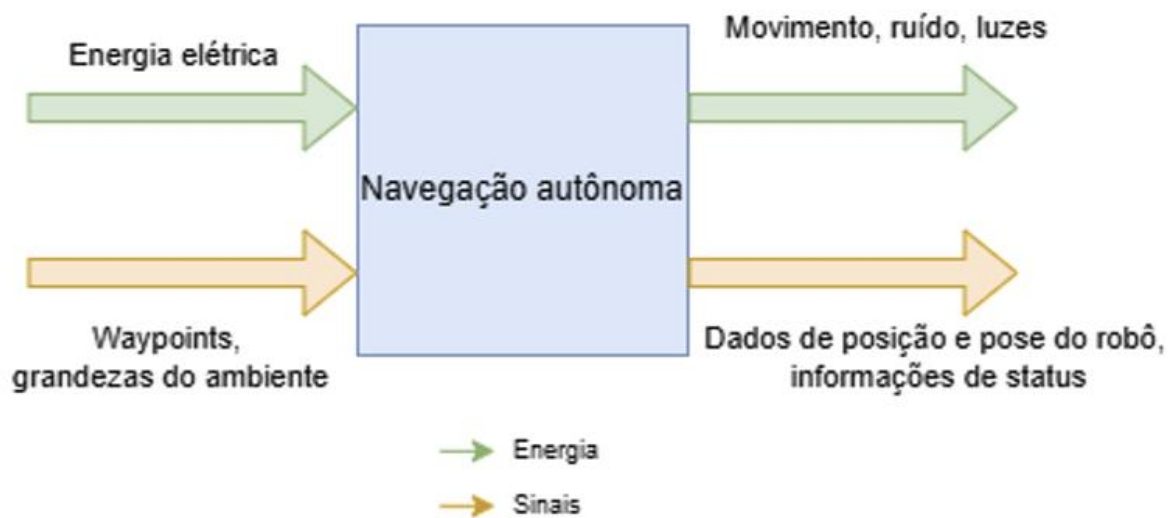 Energia elétrica
Movimento, ruído, luzes
Navegação autônoma
Waypoints,
grandezas do ambiente
Dados de posição e pose do robô,
informações de status
Energia
Sinais